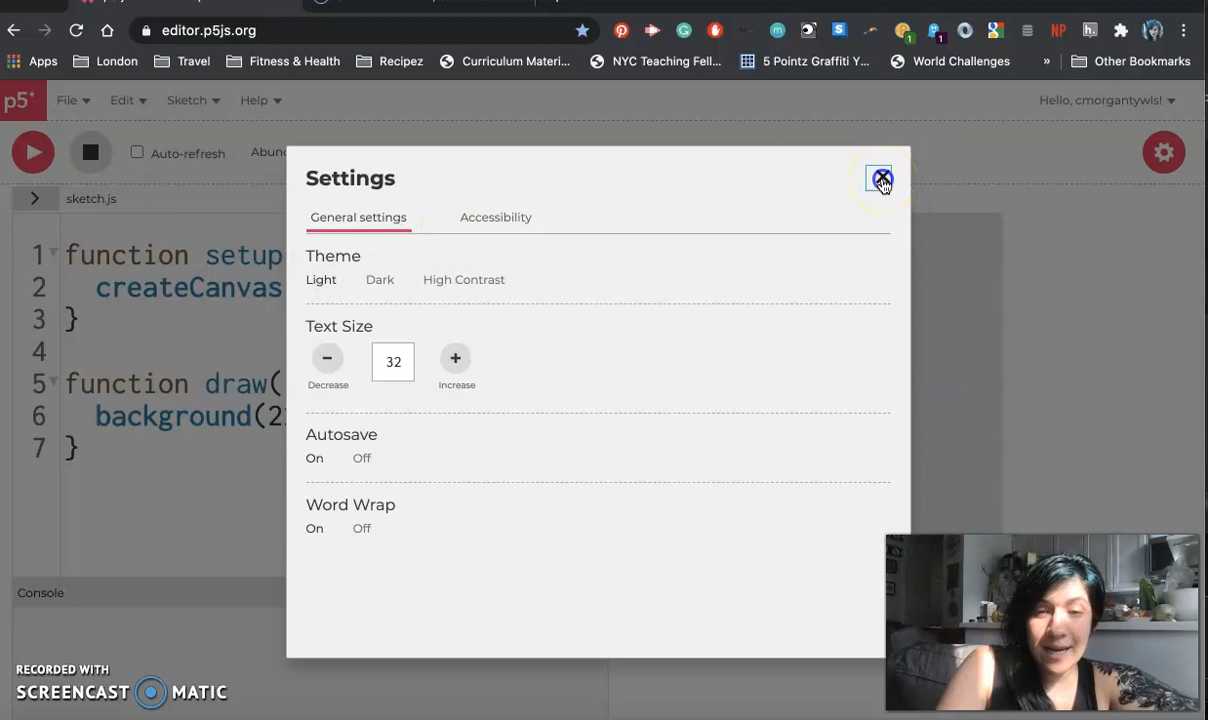 editor.p5js.org
1
1
NP
Apps London Travel Fitness & Health Recipez Curriculum Materi... NYC Teaching Fell... 5 Pointz Graffiti Y... World Challenges » Other Bookmarks
p5* File Edit Sketch Help Hello, cmorgantywls!
Auto-refresh Abun
> sketch.js
1 function setup
2 createCanvas
3 }
4
5 function draw(
6 background(2
7 }
Settings
General settings Accessibility
Theme
Light Dark High Contrast
Text Size
- 32 +
Decrease Increase
Autosave
On Off
Word Wrap
On Off
Console
RECORDED WITH
SCREENCAST MATIC